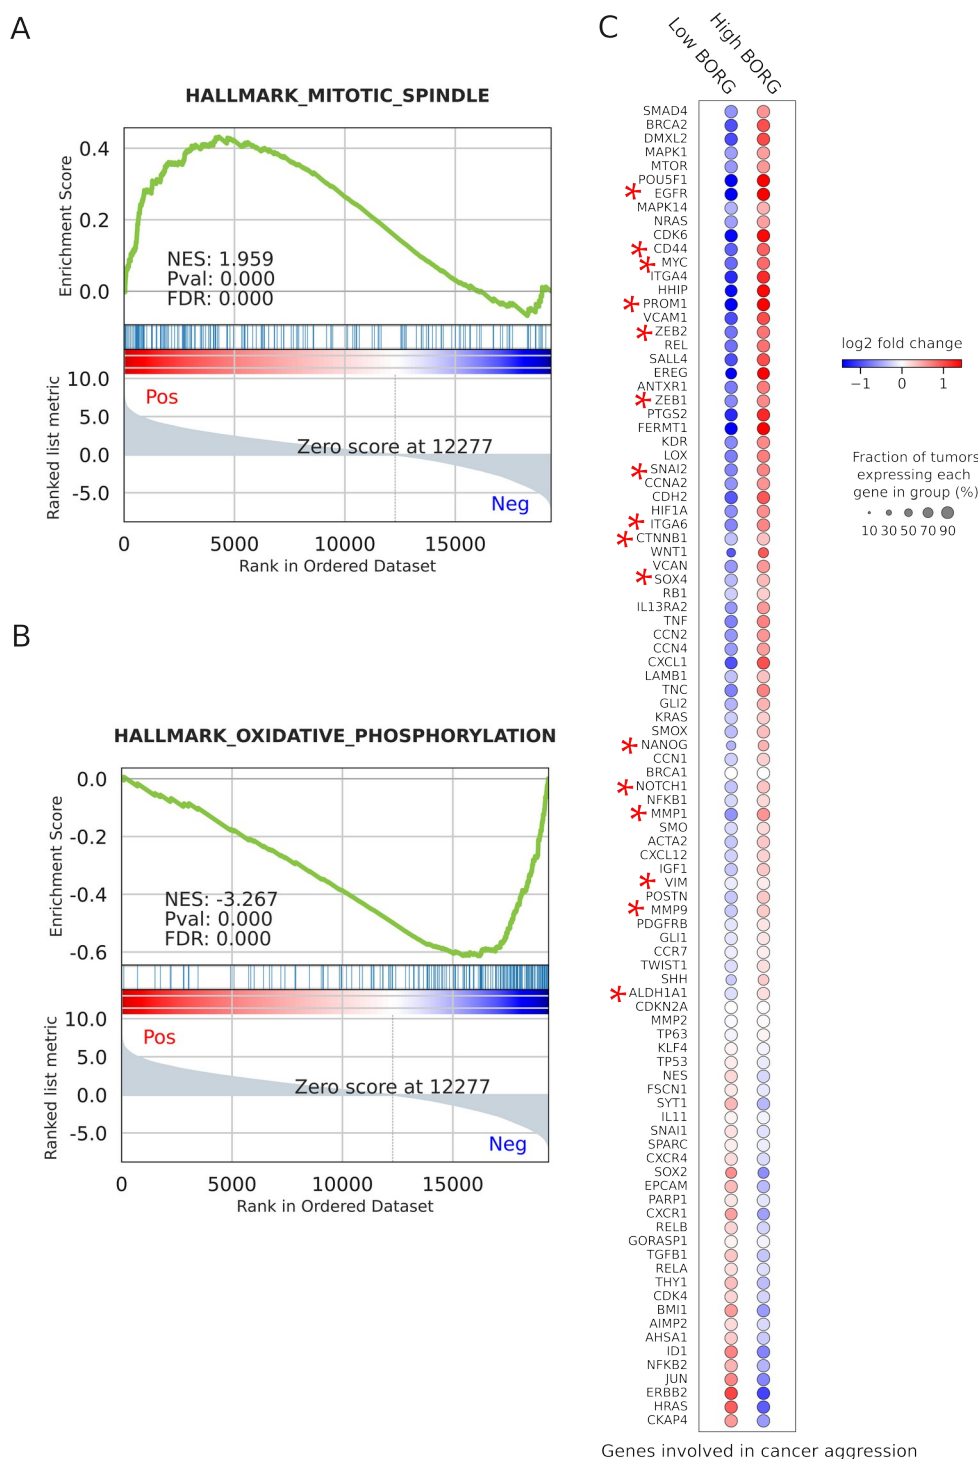 A
HALLMARK_MITOTIC_SPINDLE
Enrichment Score
0.4
0.2
0.0
NES: 1.959
Pval: 0.000
FDR: 0.000
Ranked list metric
10.0
5.0
0.0
-5.0
Pos
Zero score at 12277
Neg
0 5000 10000 15000
Rank in Ordered Dataset
B
HALLMARK_OXIDATIVE_PHOSPHORYLATION
Enrichment Score
0.0
-0.2
-0.4
-0.6
NES: -3.267
Pval: 0.000
FDR: 0.000
Ranked list metric
10.0
5.0
0.0
-5.0
Pos
Zero score at 12277
Neg
0 5000 10000 15000
Rank in Ordered Dataset
C
Low BORG
High BORG
SMAD4
BRCA2
DMXL2
MAPK1
MTOR
POU5F1
* EGFR
MAPK14
NRAS
CDK6
* CD44
* MYC
ITGA4
HHIP
* PROM1
VCAM1
* ZEB2
REL
SALL4
EREG
ANTXR1
* ZEB1
PTGS2
FERMT1
KDR
LOX
* SNAI2
CCNA2
CDH2
HIF1A
* ITGA6
* CTNNB1
WNT1
VCAN
* SOX4
RB1
IL13RA2
TNF
CCN2
CCN4
CXCL1
LAMB1
TNC
GLI2
KRAS
SMOX
* NANOG
CCN1
BRCA1
* NOTCH1
NFKB1
* MMP1
SMO
ACTA2
CXCL12
IGF1
* VIM
POSTN
* MMP9
PDGFRB
GLI1
CCR7
TWIST1
SHH
* ALDH1A1
CDKN2A
MMP2
TP63
KLF4
TP53
NES
FSCN1
SYT1
IL11
SNAI1
SPARC
CXCR4
SOX2
EPCAM
PARP1
CXCR1
RELB
GORASP1
TGFB1
RELA
THY1
CDK4
BMI1
AIMP2
AHSA1
ID1
NFKB2
JUN
ERBB2
HRAS
CKAP4
Genes involved in cancer aggression
log2 fold change
−1 0 1
Fraction of tumors
expressing each
gene in group (%)
10 30 50 70 90